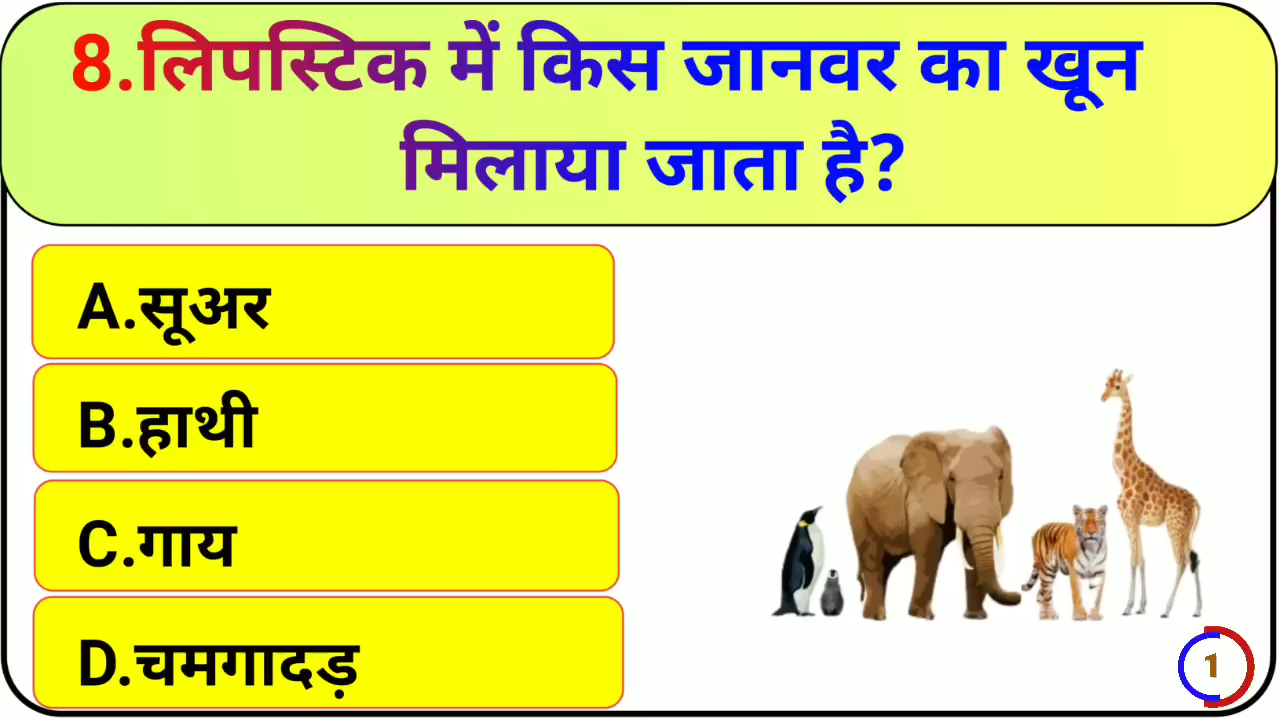 8.लिपस्टिक में किस जानवर का खून
मिलाया जाता है?
A.सूअर
B.हाथी
C.गाय
D.चमगादड़
1